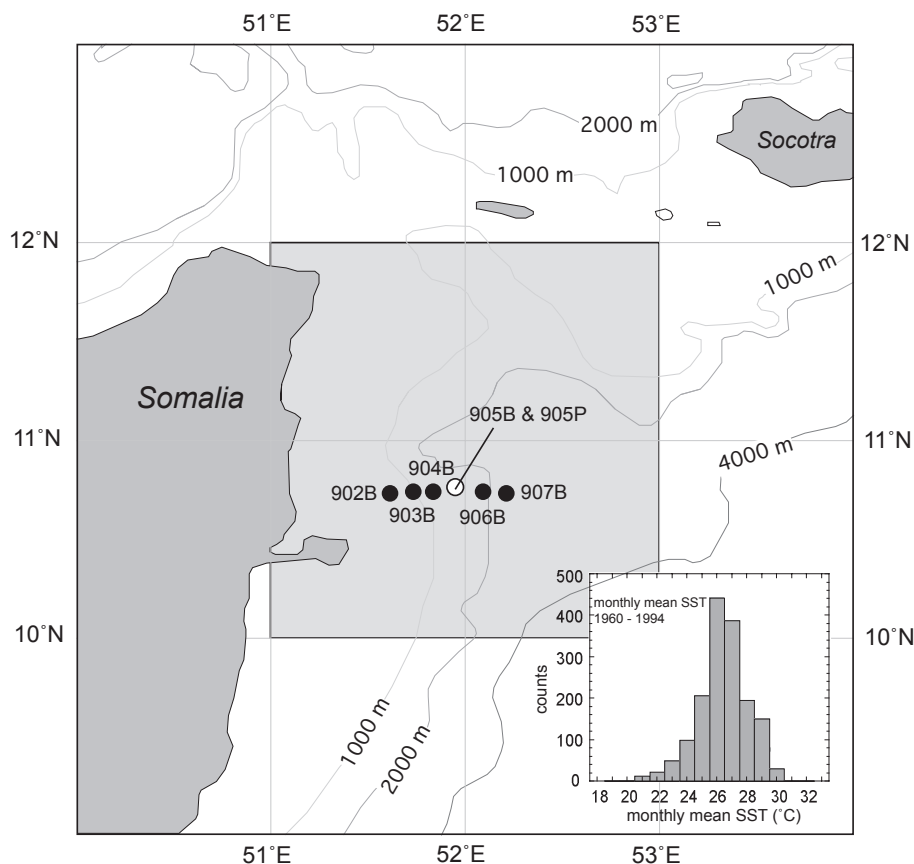 51˚E 52˚E 53˚E
2000 m
Socotra
1000 m
12˚N 12˚N
1000 m
Somalia
905B & 905P
11˚N 11˚N
4000 m
904B
902B 907B
903B 906B
500
monthly mean SST
1960 - 1994
400
10˚N 10˚N
300
counts
200
1000 m
2000 m
100
0
18 20 22 24 26 28 30 32
monthly mean SST (˚C)
51˚E 52˚E 53˚E